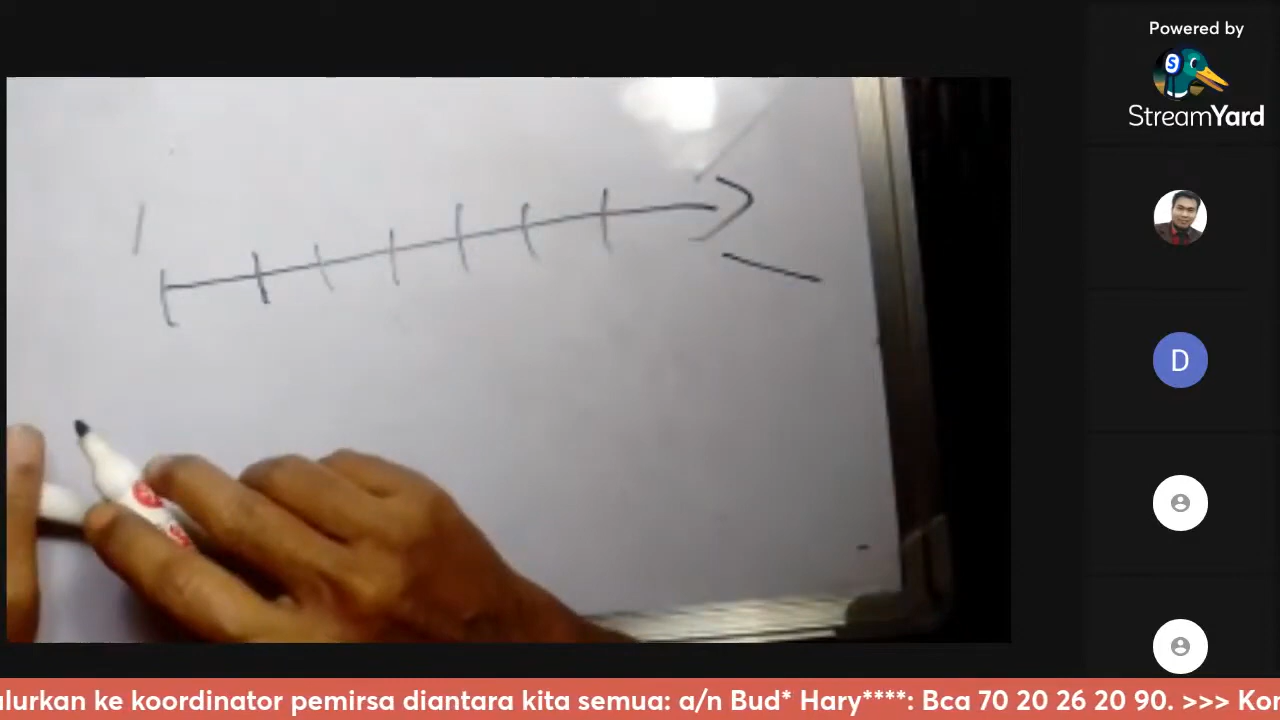 Powered by
S
StreamYard
D
alurkan ke koordinator pemirsa diantara kita semua: a/n Bud* Hary****: Bca 70 20 26 20 90. >>> Kor